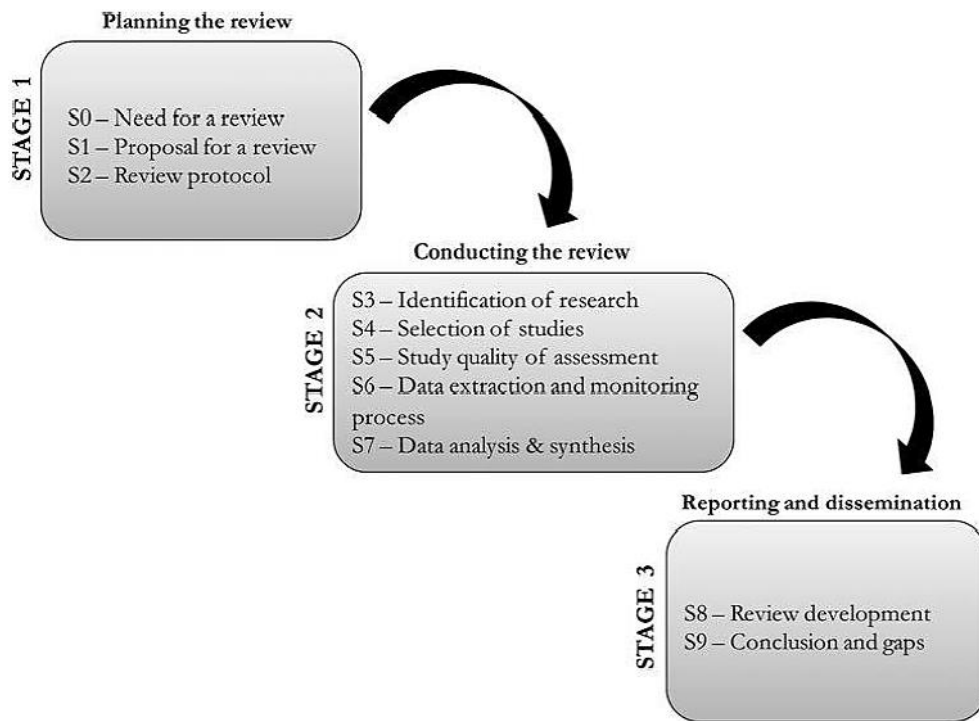 Planning the review
STAGE 1
S0 – Need for a review
S1 – Proposal for a review
S2 – Review protocol
Conducting the review
STAGE 2
S3 – Identification of research
S4 – Selection of studies
S5 – Study quality of assessment
S6 – Data extraction and monitoring
process
S7 – Data analysis & synthesis
Reporting and dissemination
STAGE 3
S8 – Review development
S9 – Conclusion and gaps